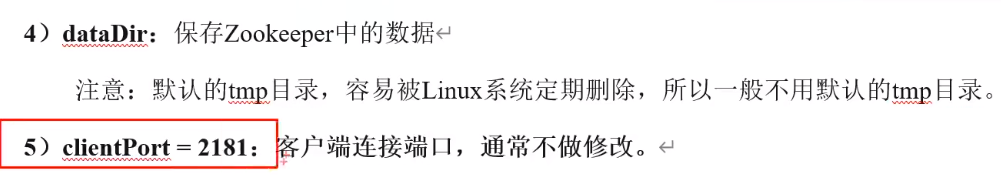 4）dataDir：保存Zookeeper中的数据
注意：默认的tmp目录，容易被Linux系统定期删除，所以一般不用默认的tmp目录。
5）clientPort = 2181：客户端连接端口，通常不做修改。